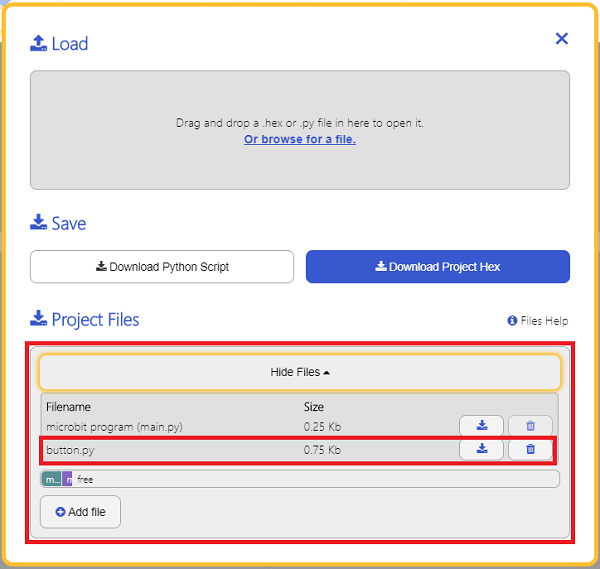 Load
Drag and drop a .hex or .py file in here to open it.
Or browse for a file.
Save
Download Python Script
Download Project Hex
Project Files
Files Help
Hide Files
Filename Size
microbit program (main.py) 0.25 Kb
button.py 0.75 Kb
m... free
Add file